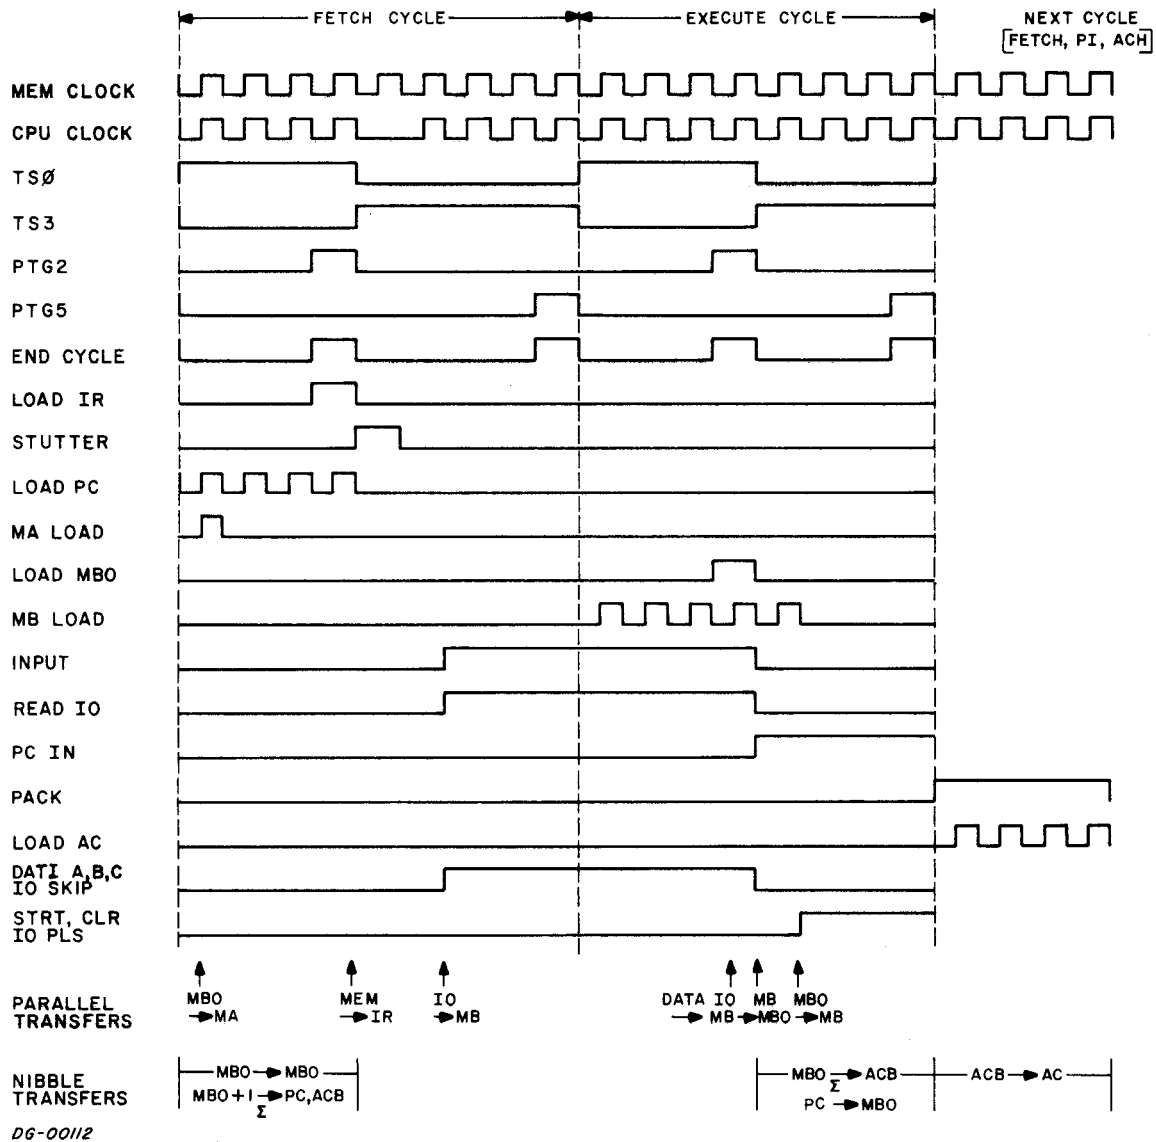 FETCH CYCLE
EXECUTE CYCLE
NEXT CYCLE
[FETCH, PI, ACH]
MEM CLOCK
CPU CLOCK
TSØ
TS3
PTG2
PTG5
END CYCLE
LOAD IR
STUTTER
LOAD PC
MA LOAD
LOAD MBO
MB LOAD
INPUT
READ IO
PC IN
PACK
LOAD AC
DATI A,B,C
IO SKIP
STRT, CLR
IO PLS
PARALLEL
TRANSFERS
MBO
→MA
MEM
→IR
IO
→MB
DATA IO MB MBO
→MB→MBO→MB
NIBBLE
TRANSFERS
MBO→MBO
MBO+1→PC,ACB
Σ
MBO→ACB
Σ
PC→MBO
ACB→AC
DG-00112